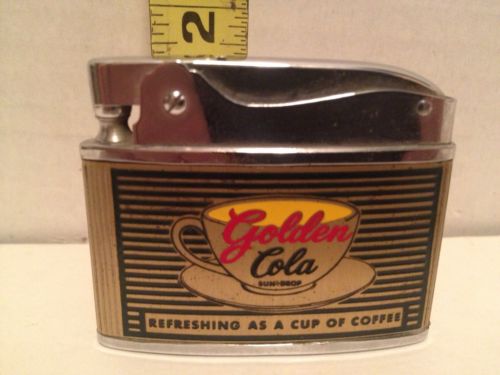 2
Golden
Cola
SUN-DROP
REFRESHING AS A CUP OF COFFEE